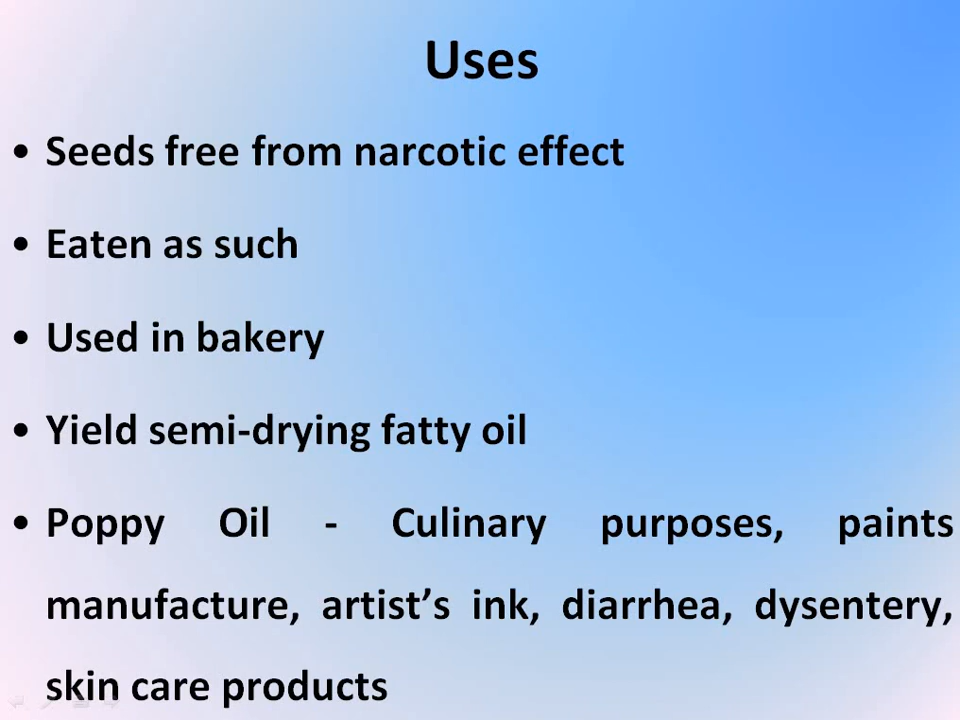 Uses
• Seeds free from narcotic effect
• Eaten as such
• Used in bakery
• Yield semi-drying fatty oil
• Poppy Oil - Culinary purposes, paints
manufacture, artist’s ink, diarrhea, dysentery,
skin care products